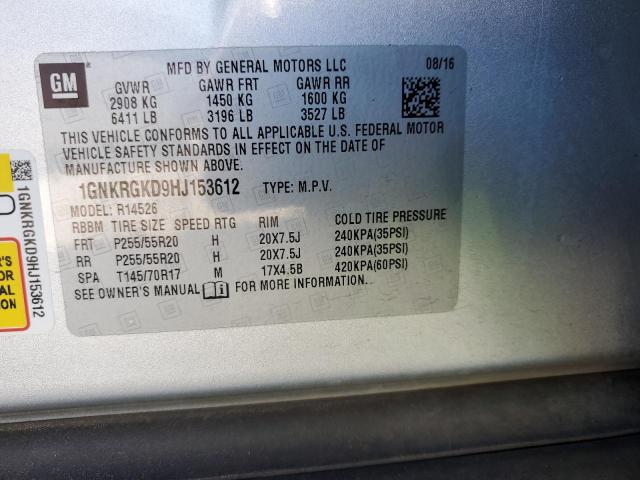 GM
MFD BY GENERAL MOTORS LLC 08/16
GVWR GAWR FRT GAWR RR
2908 KG 1450 KG 1600 KG
6411 LB 3196 LB 3527 LB
THIS VEHICLE CONFORMS TO ALL APPLICABLE U.S. FEDERAL MOTOR
VEHICLE SAFETY STANDARDS IN EFFECT ON THE DATE OF
MANUFACTURE SHOWN ABOVE.
1GNKRGKD9HJ153612 TYPE: M.P.V.
MODEL: R14526
RBBM TIRE SIZE SPEED RTG RIM COLD TIRE PRESSURE
FRT P255/55R20 H 20X7.5J 240KPA(35PSI)
RR P255/55R20 H 20X7.5J 240KPA(35PSI)
SPA T145/70R17 M 17X4.5B 420KPA(60PSI)
SEE OWNER'S MANUAL FOR MORE INFORMATION.
1GNKRGKD9HJ153612